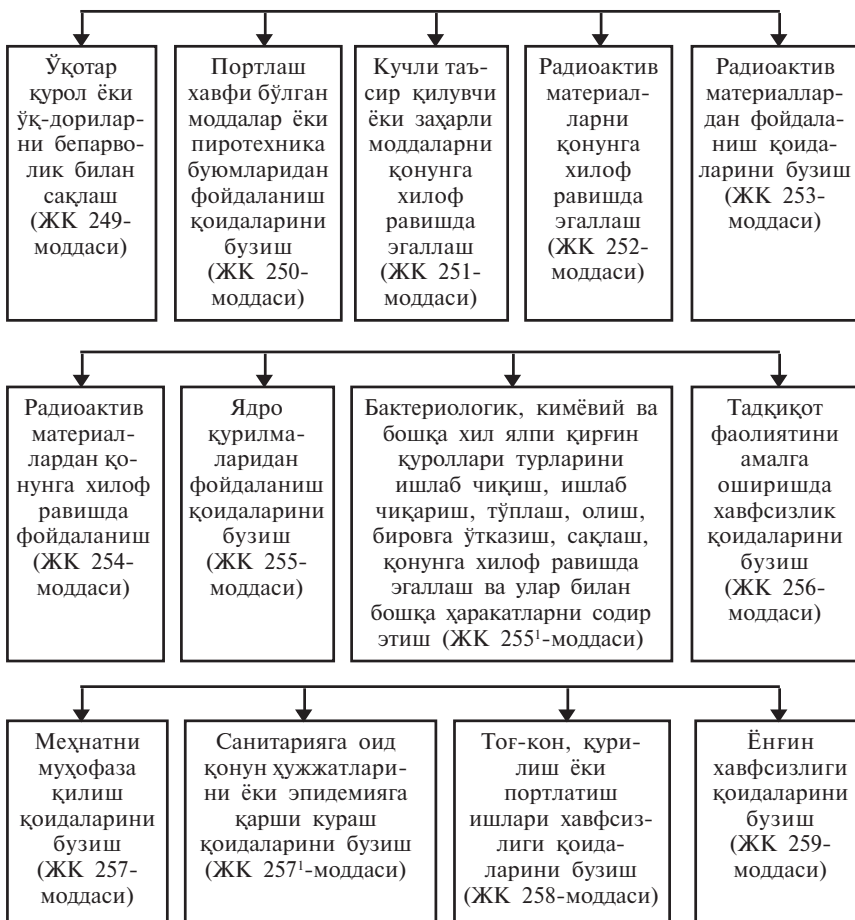 Ўқотар
қурол ёки
ўқ-дорилар-
ни бепарво-
лик билан
сақлаш
(ЖК 249-
моддаси)
Портлаш
хавфи бўлган
моддалар ёки
пиротехника
буюмларидан
фойдаланиш
қоидаларини
бузиш
(ЖК 250-
моддаси)
Кучли таъ-
сир қилувчи
ёки заҳарли
моддаларни
қонунга
хилоф
равишда
эгаллаш
(ЖК 251-
моддаси)
Радиоактив
материал-
ларни
қонунга
хилоф
равишда
эгаллаш
(ЖК 252-
моддаси)
Радиоактив
материаллар-
дан фойдала-
ниш қоида-
ларини бузиш
(ЖК 253-
моддаси)
Радиоактив
материал-
лардан қо-
нунга хилоф
равишда
фойдаланиш
(ЖК 254-
моддаси)
Ядро
қурилма-
ларидан
фойдаланиш
қоидаларини
бузиш
(ЖК 255-
моддаси)
Бактериологик, кимёвий ва
бошқа хил ялпи қирғин
қуроллари турларини
ишлаб чиқиш, ишлаб
чиқариш, тўплаш, олиш,
бировга ўтказиш, сақлаш,
қонунга хилоф равишда
эгаллаш ва улар билан
бошқа ҳаракатларни содир
этиш (ЖК 255¹-моддаси)
Тадқиқот
фаолиятини
амалга
оширишда
хавфсизлик
қоидаларини
бузиш
(ЖК 256-
моддаси)
Меҳнатни
муҳофаза
қилиш
қоидаларини
бузиш
(ЖК 257-
моддаси)
Санитарияга оид
қонун ҳужжатлари-
ни ёки эпидемияга
қарши кураш
қоидаларини бузиш
(ЖК 257¹-моддаси)
Тоғ-кон, қури-
лиш ёки
портлатиш
ишлари хавфсиз-
лиги қоида-
ларини бузиш
(ЖК 258-моддаси)
Ёнғин
хавфсизлиги
қоидаларини
бузиш
(ЖК 259-
моддаси)